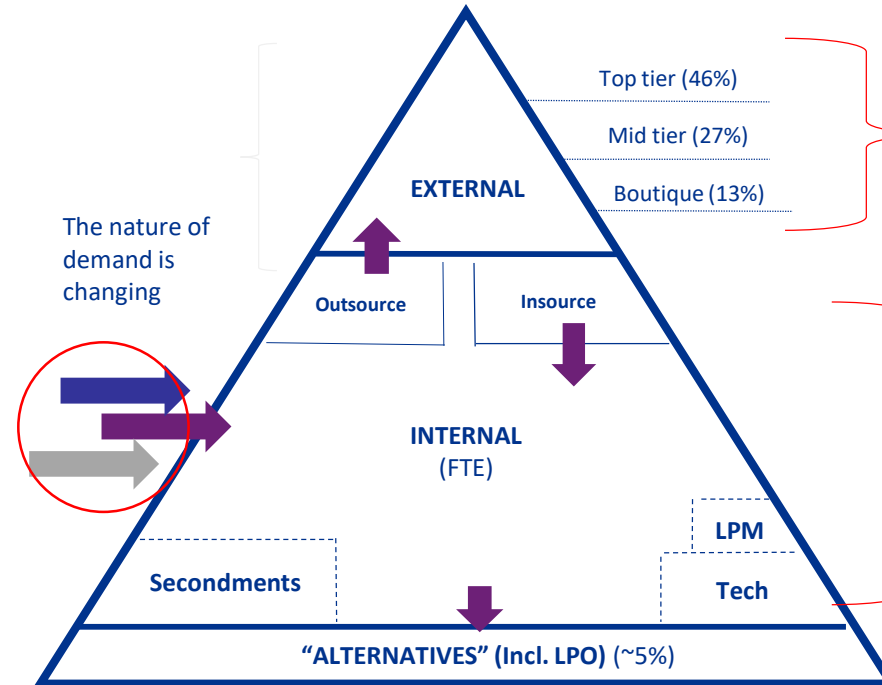 Top tier (46%)
Mid tier (27%)
EXTERNAL
Boutique (13%)
The nature of
demand is
changing
Outsource
Insource
INTERNAL
(FTE)
LPM
Secondments
Tech
“ALTERNATIVES” (Incl. LPO) (~5%)